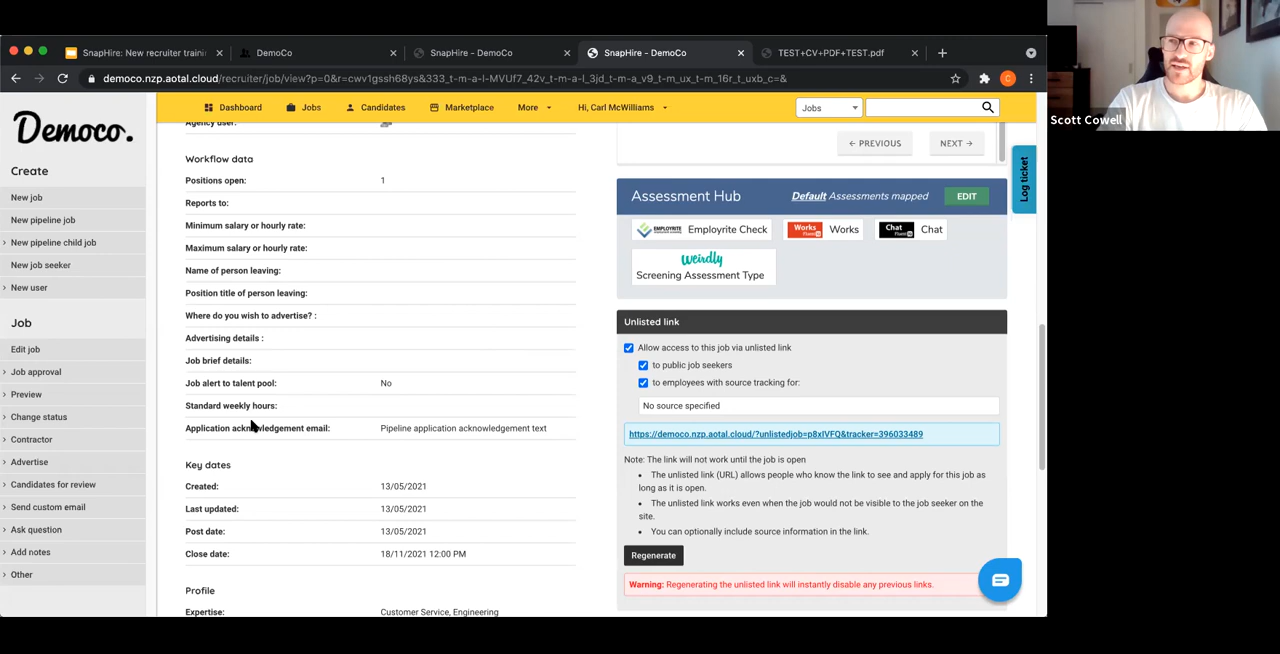 SnapHire: New recruiter traini
DemoCo
SnapHire - DemoCo
SnapHire - DemoCo
TEST+CV+PDF+TEST.pdf
democo.nzp.aotal.cloud/recruiter/job/view?p=0&r=cwv1gssh68ys&333_t-m-a-l-MVUf7_42v_t-m-a-l_3jd_t-m-a_v9_t-m_ux_t-m_16r_t_uxb_c=&
C
Scott Cowell
Democo.
Dashboard
Jobs
Candidates
Marketplace
More
Hi, Carl McWilliams
Jobs
Create
New job
New pipeline job
New pipeline child job
New job seeker
New user
Job
Edit job
Job approval
Preview
Change status
Contractor
Advertise
Candidates for review
Send custom email
Ask question
Add notes
Other
Agency user:
Workflow data
Positions open: 1
Reports to:
Minimum salary or hourly rate:
Maximum salary or hourly rate:
Name of person leaving:
Position title of person leaving:
Where do you wish to advertise? :
Advertising details :
Job brief details:
Job alert to talent pool: No
Standard weekly hours:
Application acknowledgement email: Pipeline application acknowledgement text
Key dates
Created: 13/05/2021
Last updated: 13/05/2021
Post date: 13/05/2021
Close date: 18/11/2021 12:00 PM
Profile
Expertise: Customer Service, Engineering
← PREVIOUS
NEXT →
Log ticket
Assessment Hub
Default Assessments mapped
EDIT
EMPLOYRITE
Employrite Check
Works
Works
Chat
Chat
weirdly
Screening Assessment Type
Unlisted link
Allow access to this job via unlisted link
to public job seekers
to employees with source tracking for:
No source specified
https://democo.nzp.aotal.cloud/?unlistedjob=p8xIVFQ&tracker=396033489
Note: The link will not work until the job is open
• The unlisted link (URL) allows people who know the link to see and apply for this job as
long as it is open.
• The unlisted link works even when the job would not be visible to the job seeker on the
site.
• You can optionally include source information in the link.
Regenerate
Warning: Regenerating the unlisted link will instantly disable any previous links.